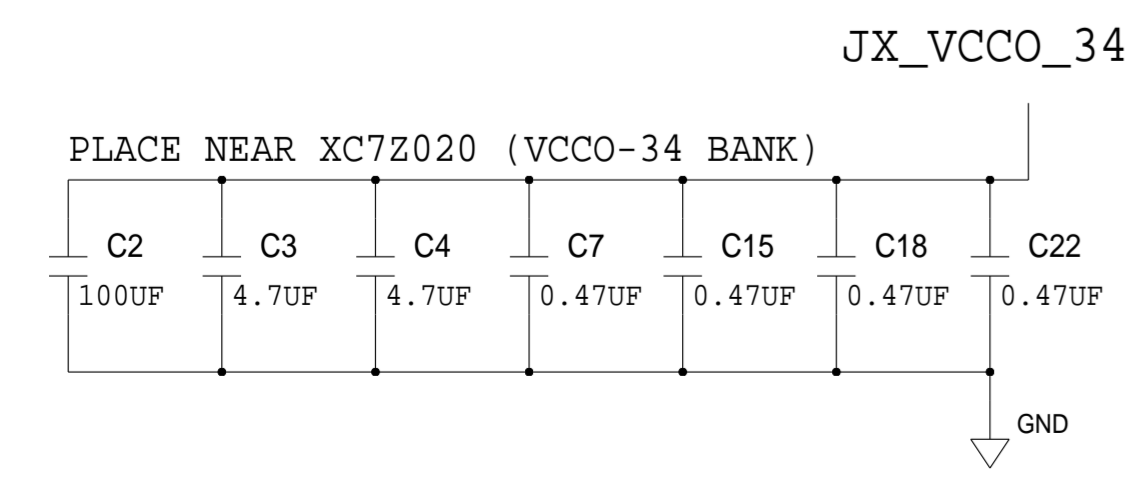 JX_VCCO_34
PLACE NEAR XC7Z020 (VCCO-34 BANK)
C2 C3 C4 C7 C15 C18 C22
100UF 4.7UF 4.7UF 0.47UF 0.47UF 0.47UF 0.47UF
GND